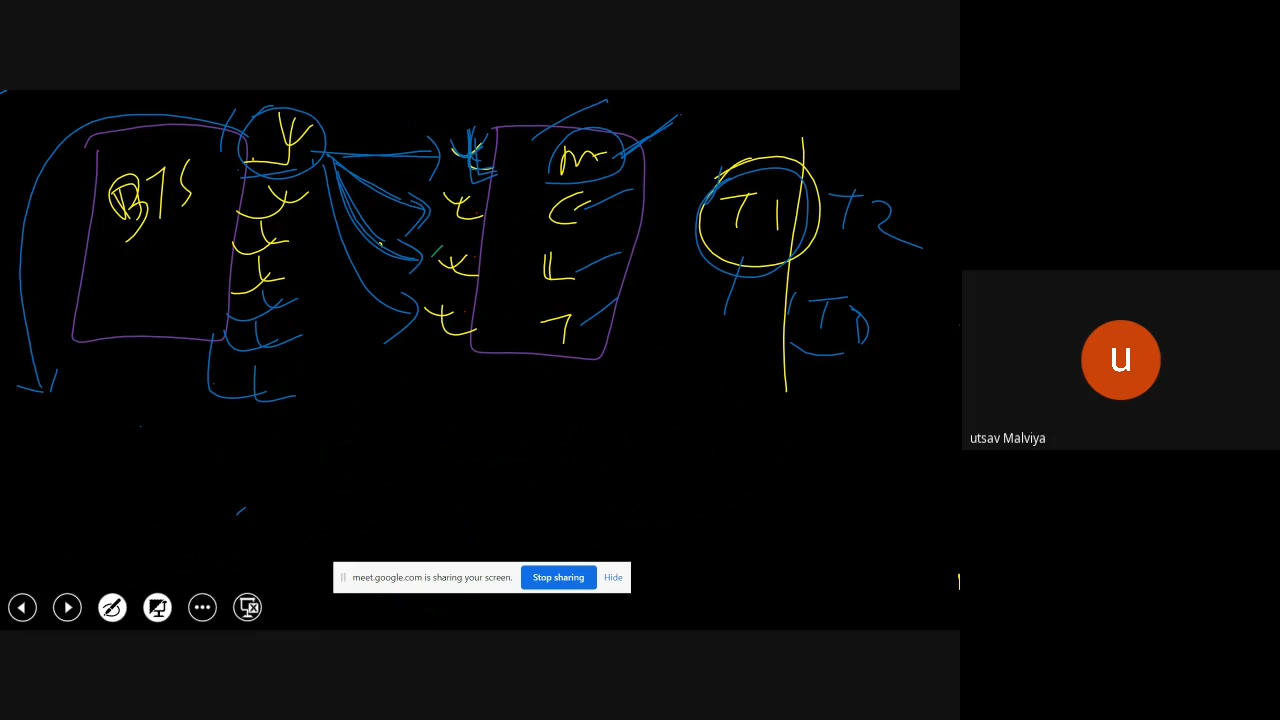 BTS
m
C
L
T
T1
T2
TD
u
utsav Malviya
meet.google.com is sharing your screen.
Stop sharing
Hide